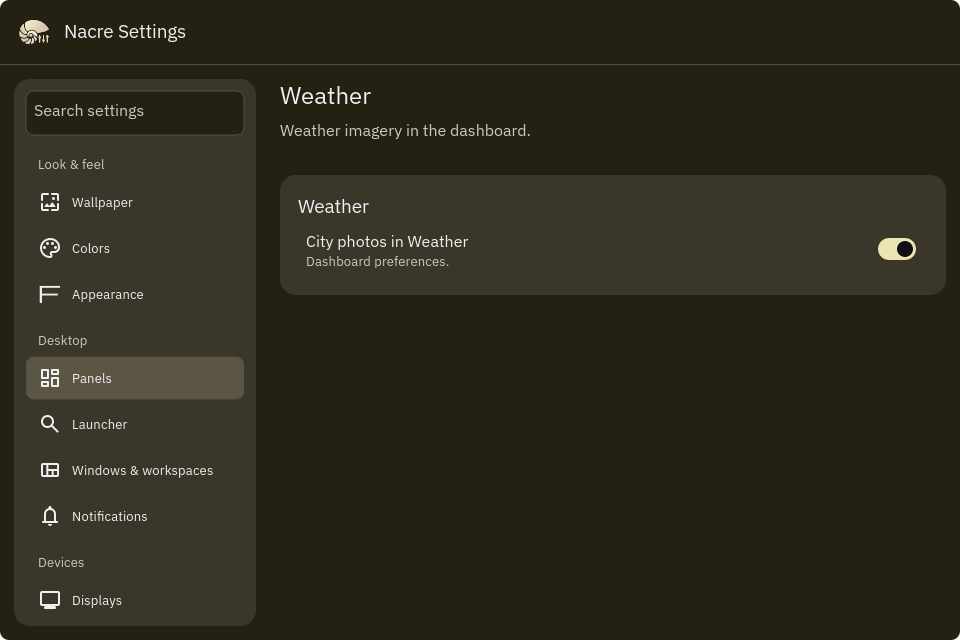 Nacre Settings
Search settings
Look & feel
Wallpaper
Colors
Appearance
Desktop
Panels
Launcher
Windows & workspaces
Notifications
Devices
Displays
Weather
Weather imagery in the dashboard.
Weather
City photos in Weather
Dashboard preferences.